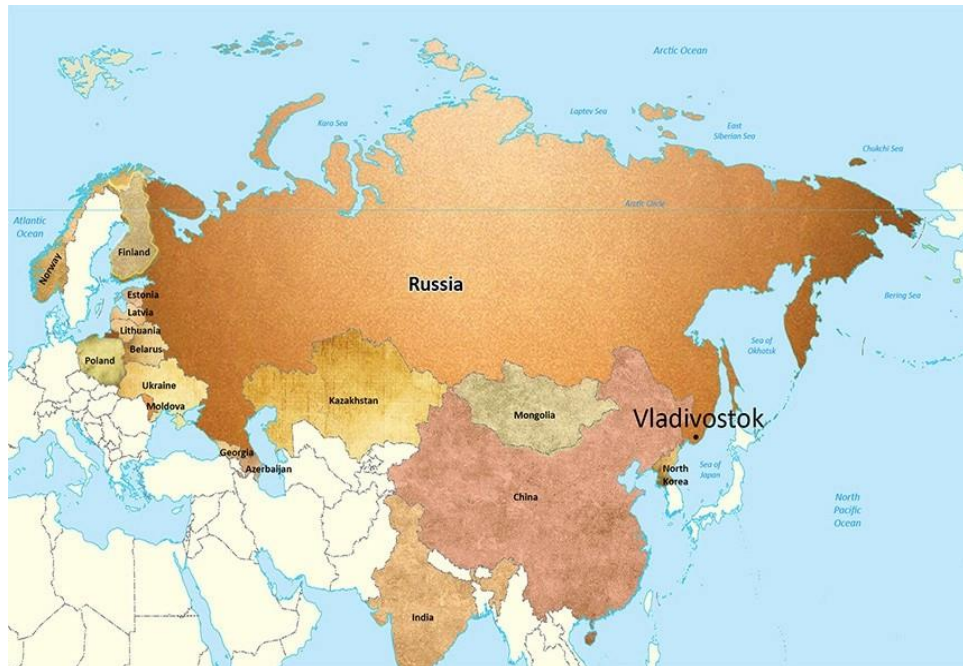 Arctic Ocean
Kara Sea
Laptev Sea
East
Siberian Sea
Chukchi Sea
Arctic Circle
Atlantic
Ocean
Norway
Finland
Russia
Bering Sea
Estonia
Latvia
Lithuania
Belarus
Poland
Sea of
Okhotsk
Ukraine
Moldova
Kazakhstan
Mongolia
Vladivostok
Georgia
Azerbaijan
North
Korea
Sea of
Japan
China
North
Pacific
Ocean
India